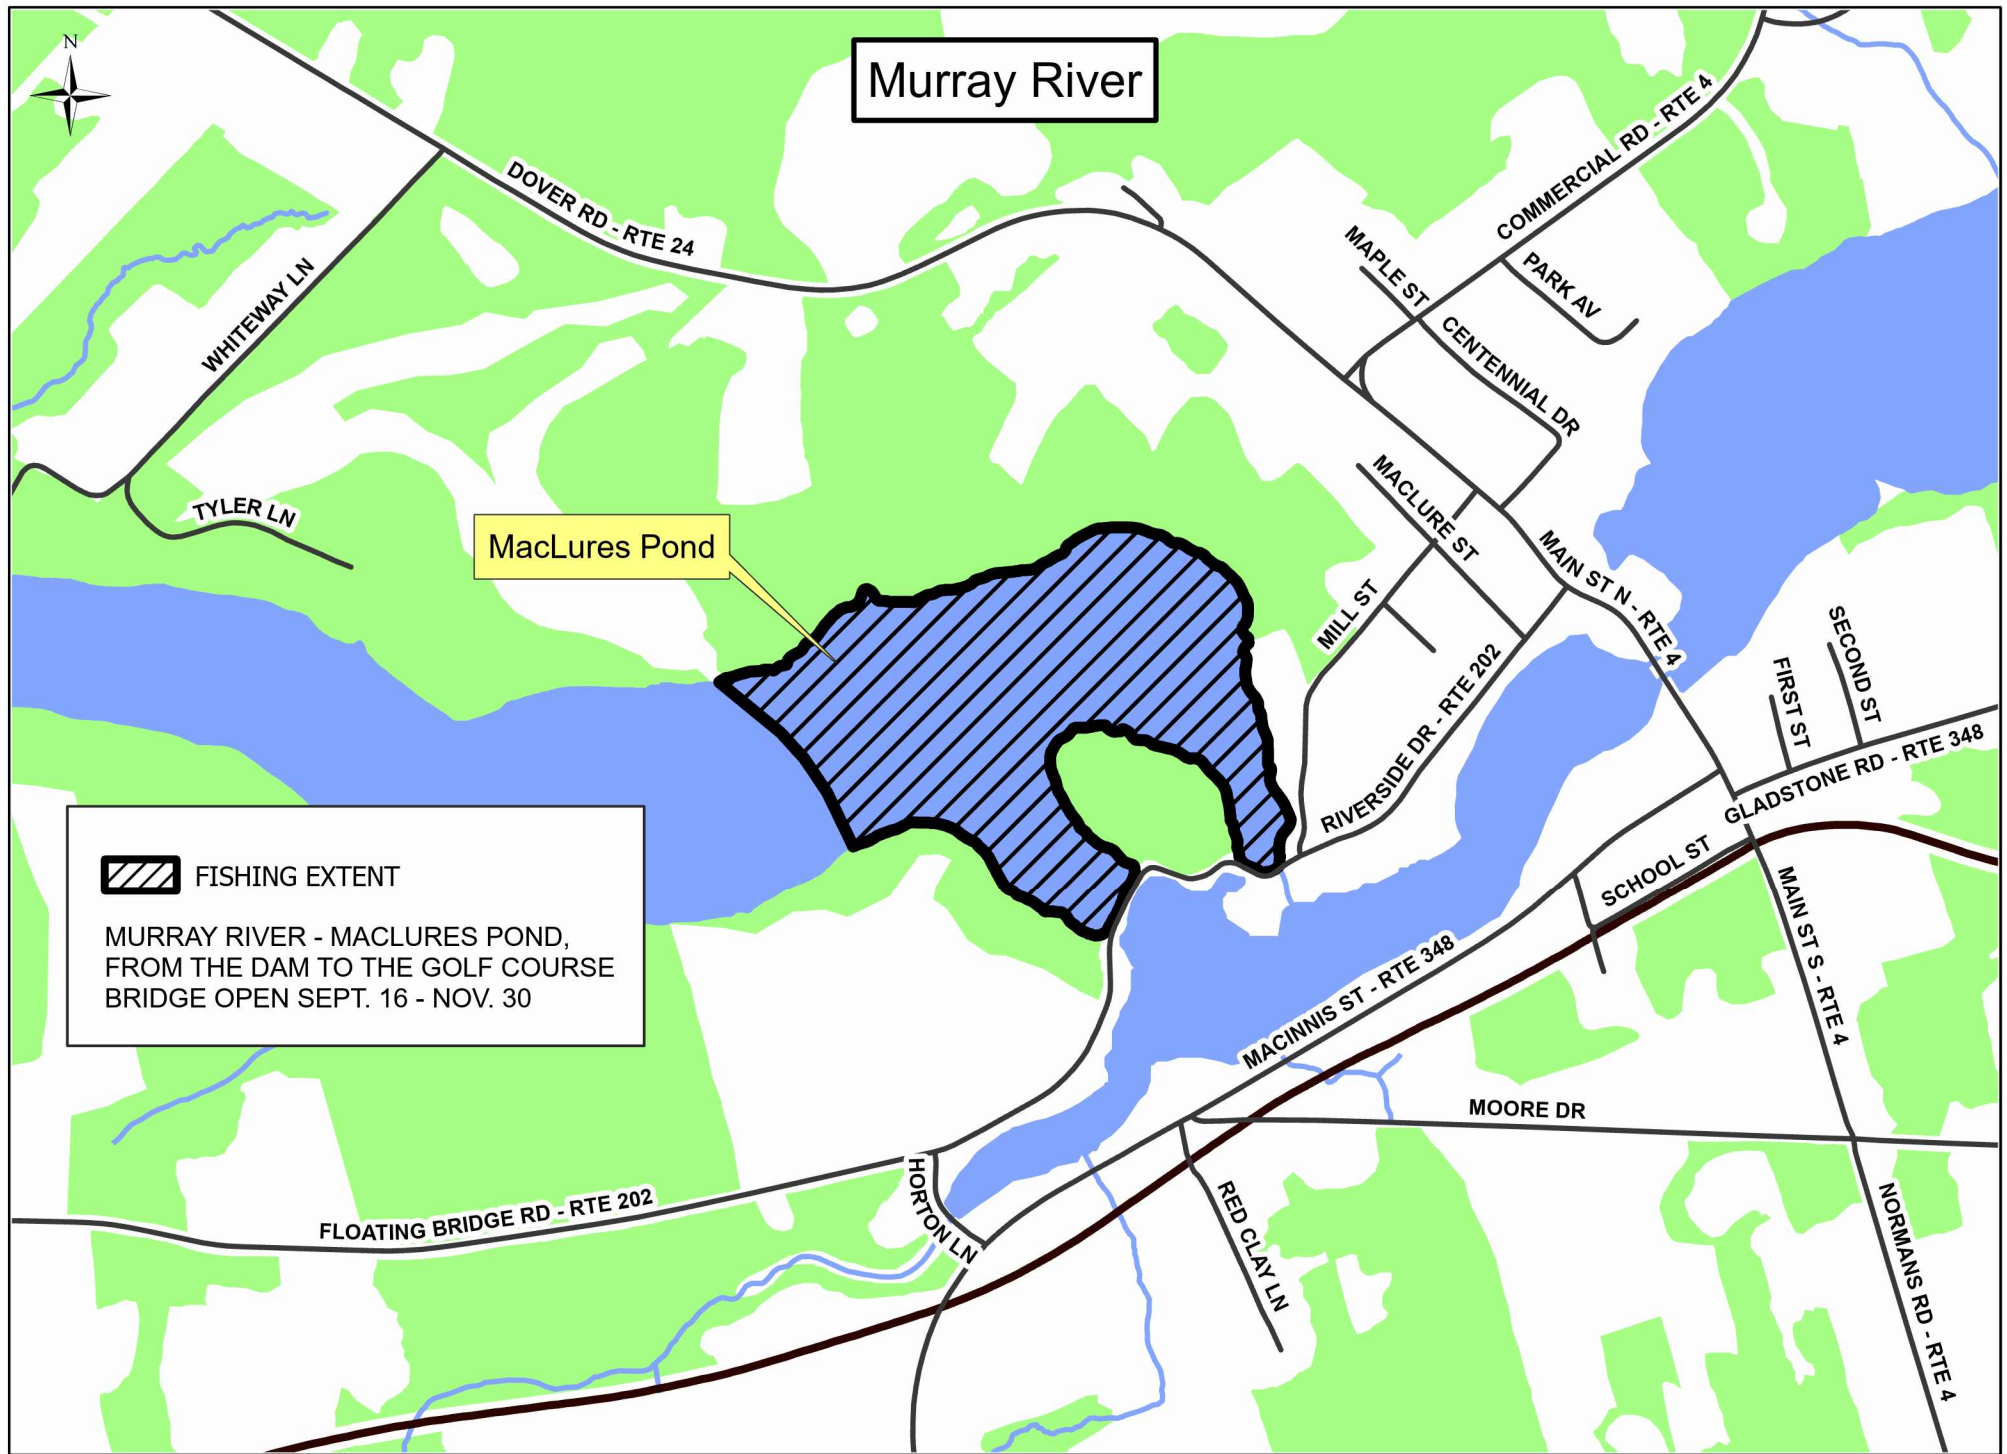 N
Murray River
DOVER RD - RTE 24
COMMERCIAL RD - RTE 4
WHITEWAY LN
MAPLE ST
PARK AV
CENTENNIAL DR
TYLER LN
MACLURE ST
MacLures Pond
MAIN ST N - RTE 4
MILL ST
SECOND ST
FIRST ST
RIVERSIDE DR - RTE 202
GLADSTONE RD - RTE 348
FISHING EXTENT
MURRAY RIVER - MACLURES POND,
FROM THE DAM TO THE GOLF COURSE
BRIDGE OPEN SEPT. 16 - NOV. 30
SCHOOL ST
MAIN ST S - RTE 4
MACINNIS ST - RTE 348
MOORE DR
HORTON LN
FLOATING BRIDGE RD - RTE 202
RED CLAY LN
NORMANS RD - RTE 4